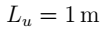 L_u = 1 m